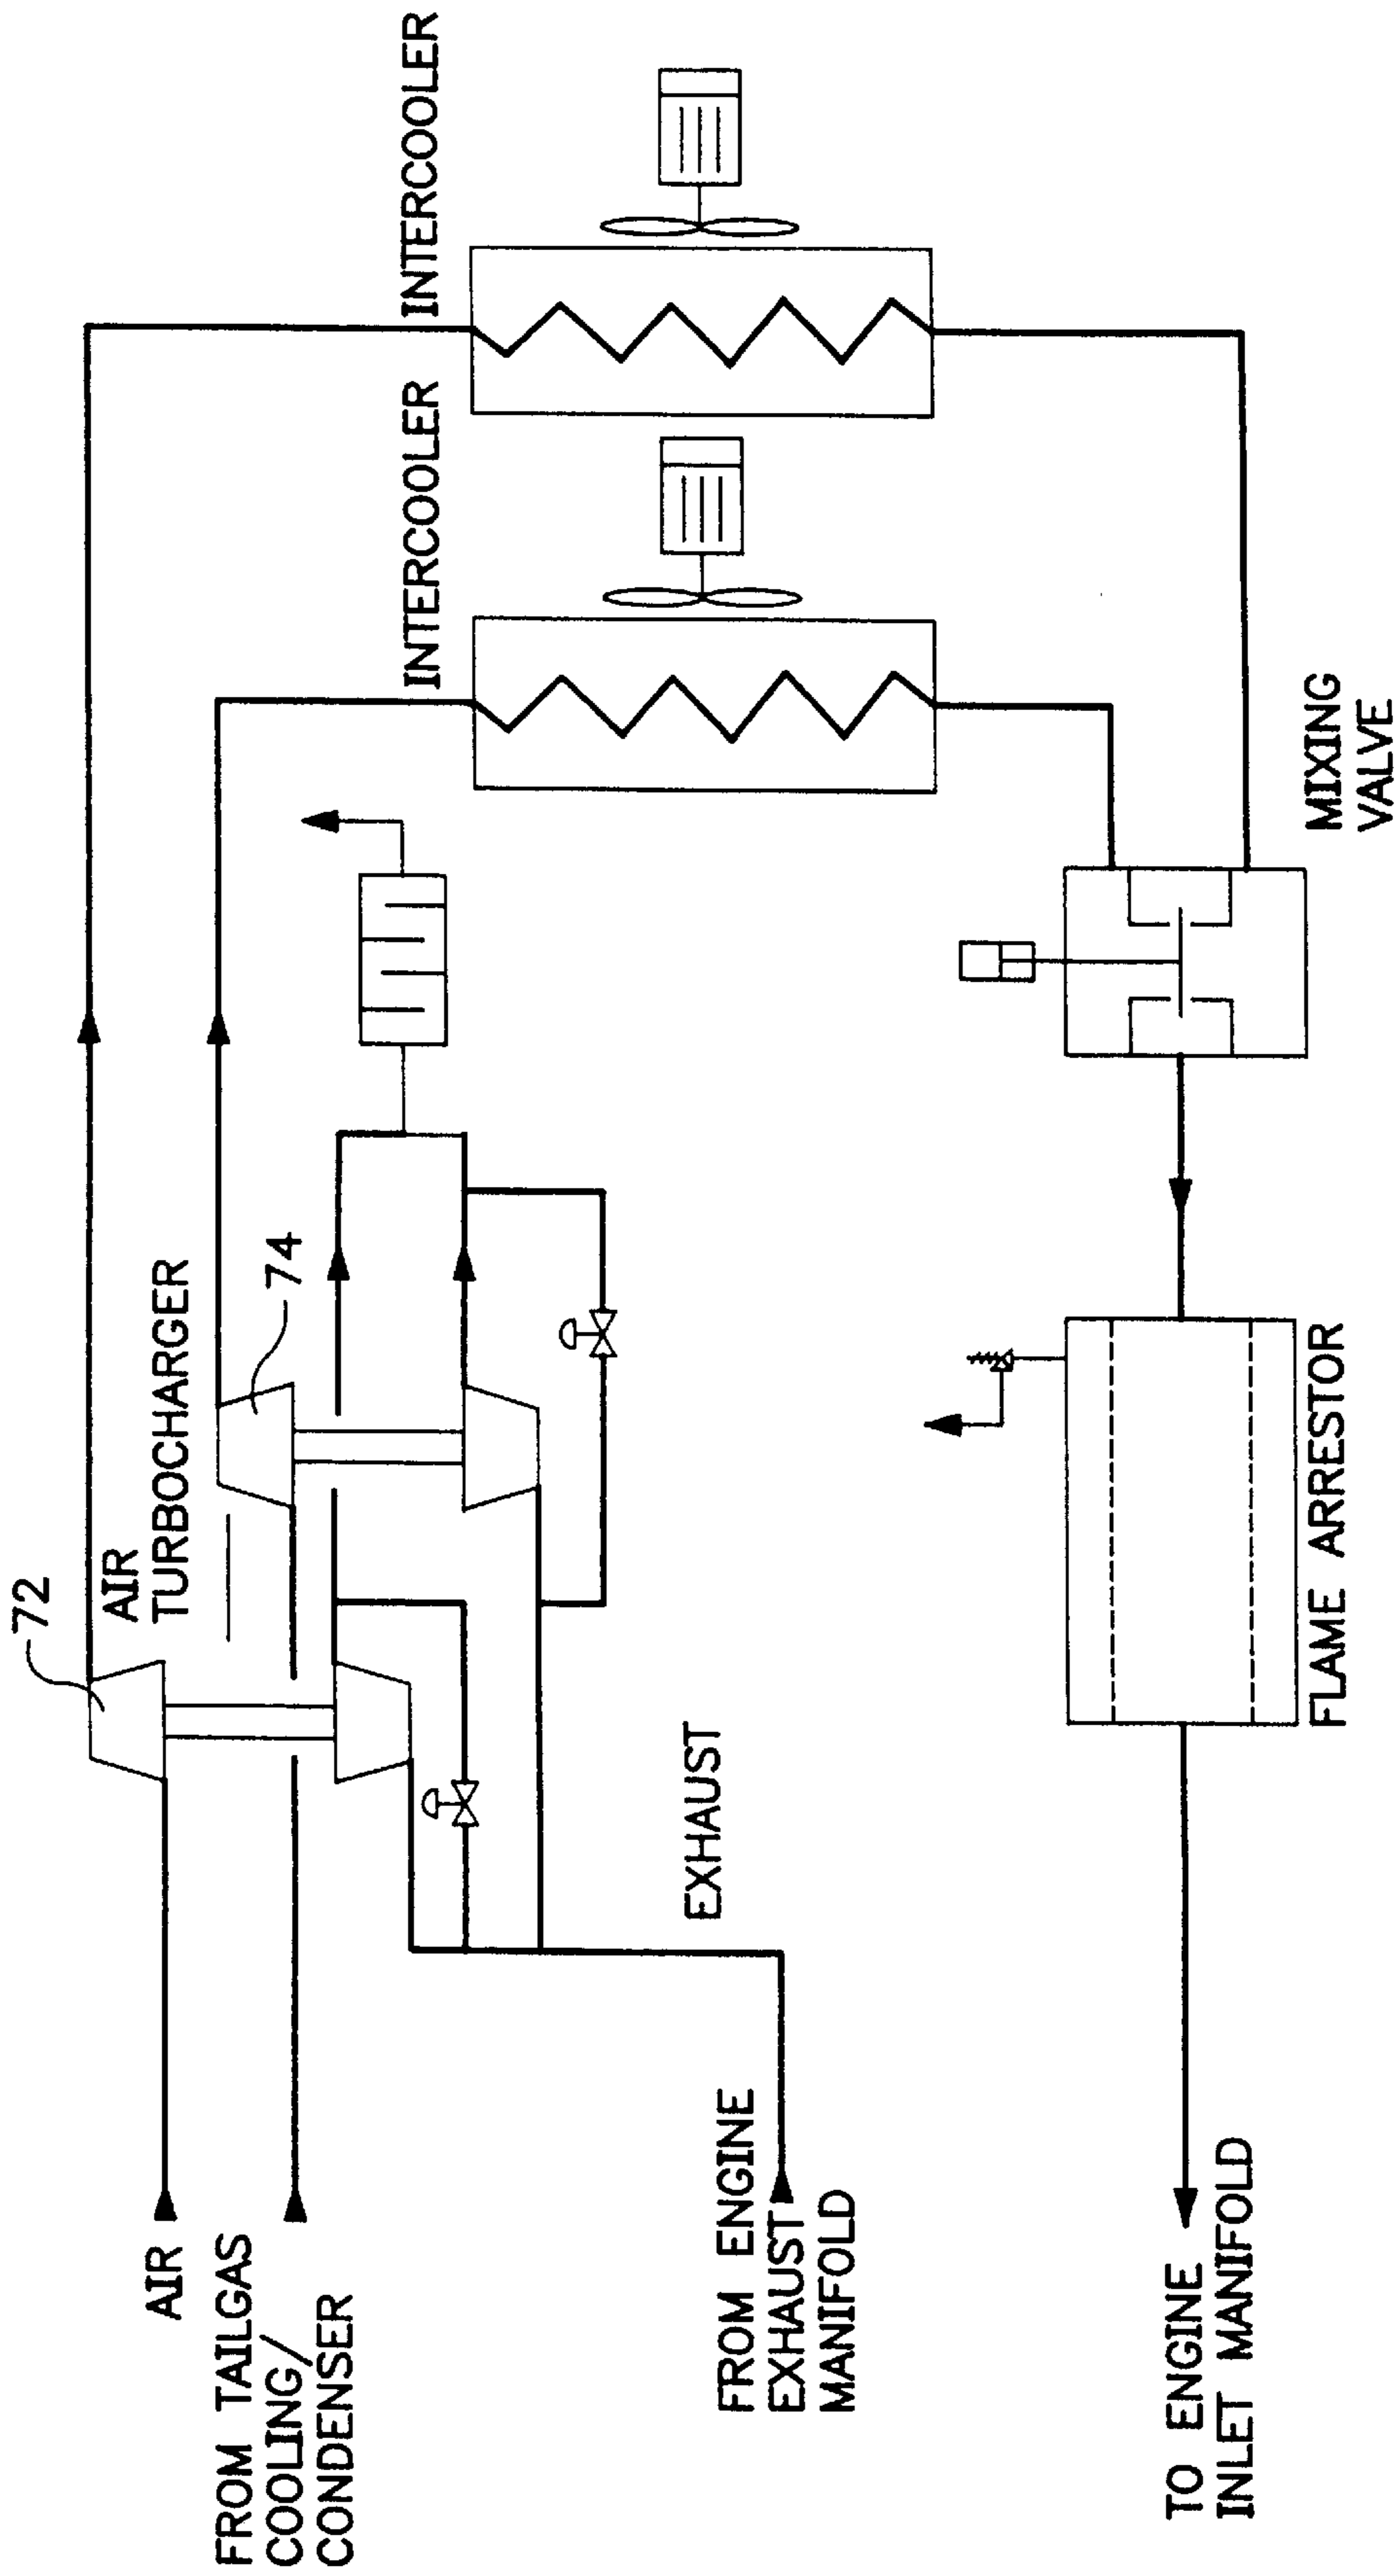 72
AIR
TURBOCHARGER
74
INTERCOOLER
INTERCOOLER
AIR
FROM TAILGAS
COOLING/
CONDENSER
EXHAUST
FROM ENGINE
EXHAUST
MANIFOLD
MIXING
VALVE
FLAME ARRESTOR
TO ENGINE
INLET MANIFOLD